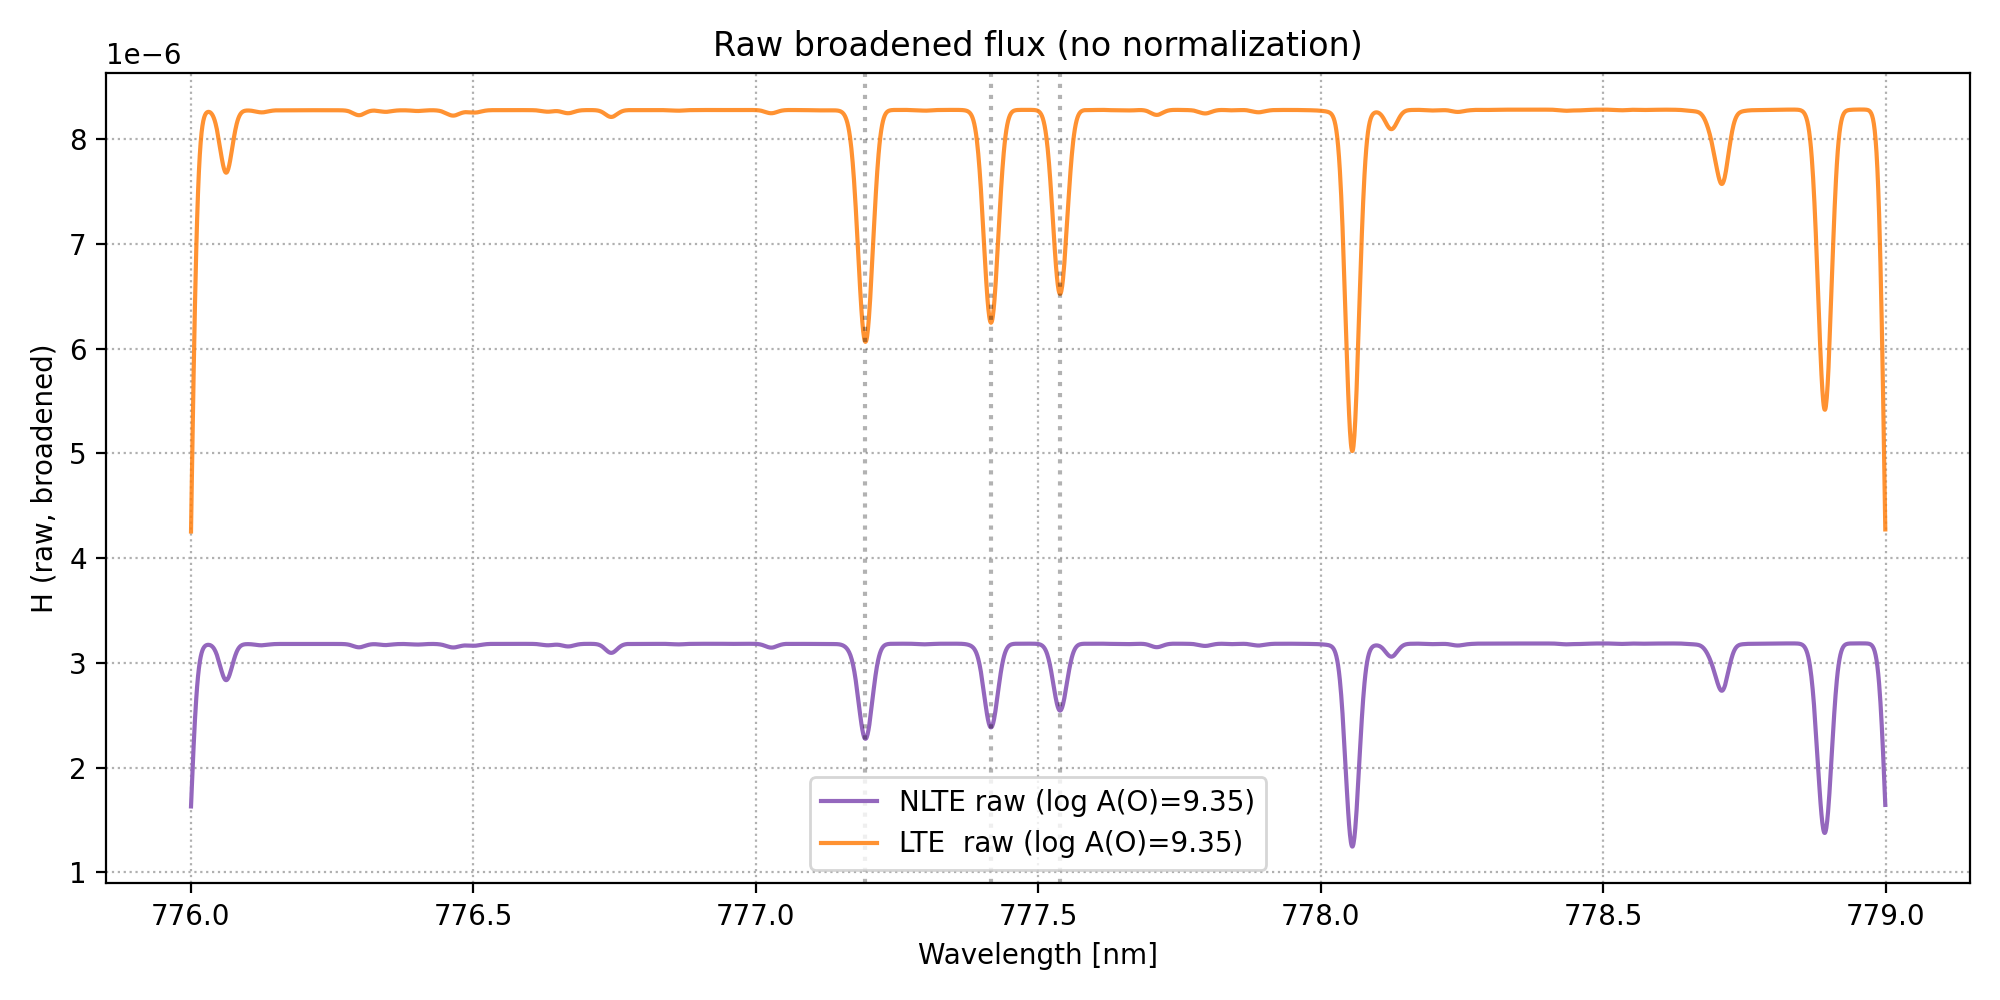 Raw broadened flux (no normalization)
1e−6
8
7
6
5
4
3
2
1
H (raw, broadened)
NLTE raw (log A(O)=9.35)
LTE  raw (log A(O)=9.35)
776.0 776.5 777.0 777.5 778.0 778.5 779.0
Wavelength [nm]